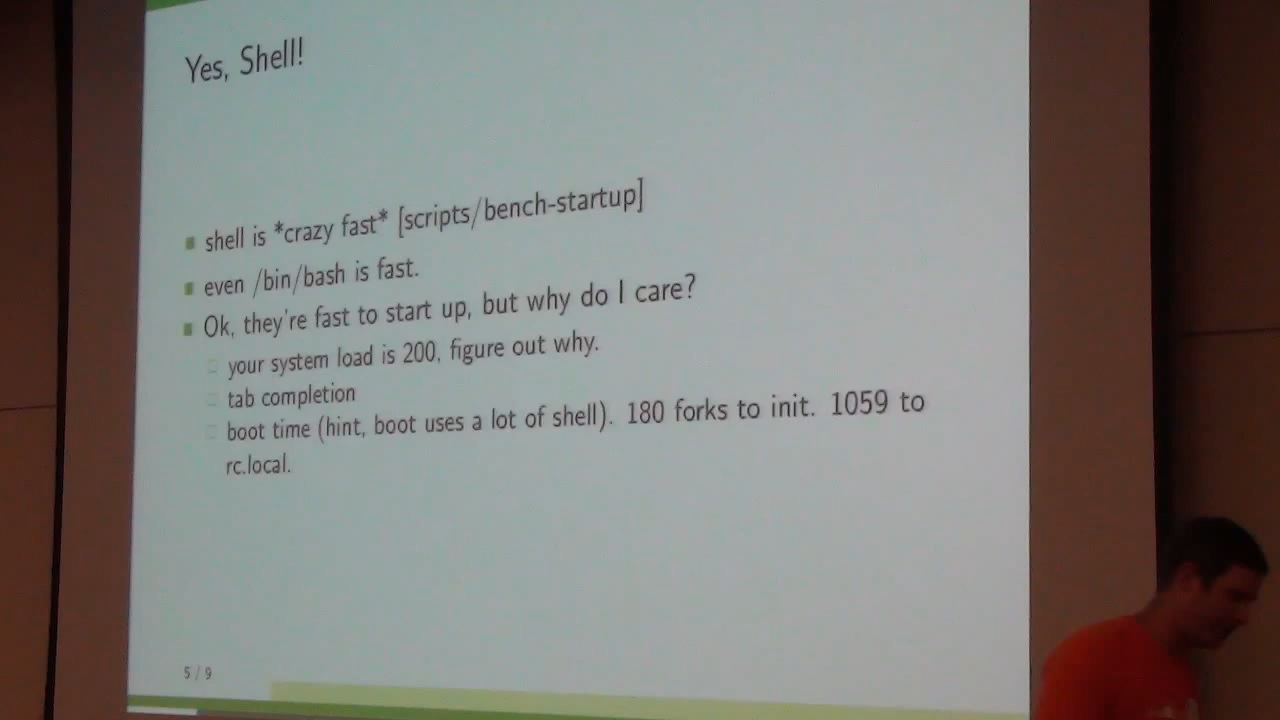 Yes, Shell!
shell is *crazy fast* [scripts/bench-startup]
even /bin/bash is fast.
Ok, they're fast to start up, but why do I care?
your system load is 200, figure out why.
tab completion
boot time (hint, boot uses a lot of shell). 180 forks to init. 1059 to
rc.local.
5 / 9